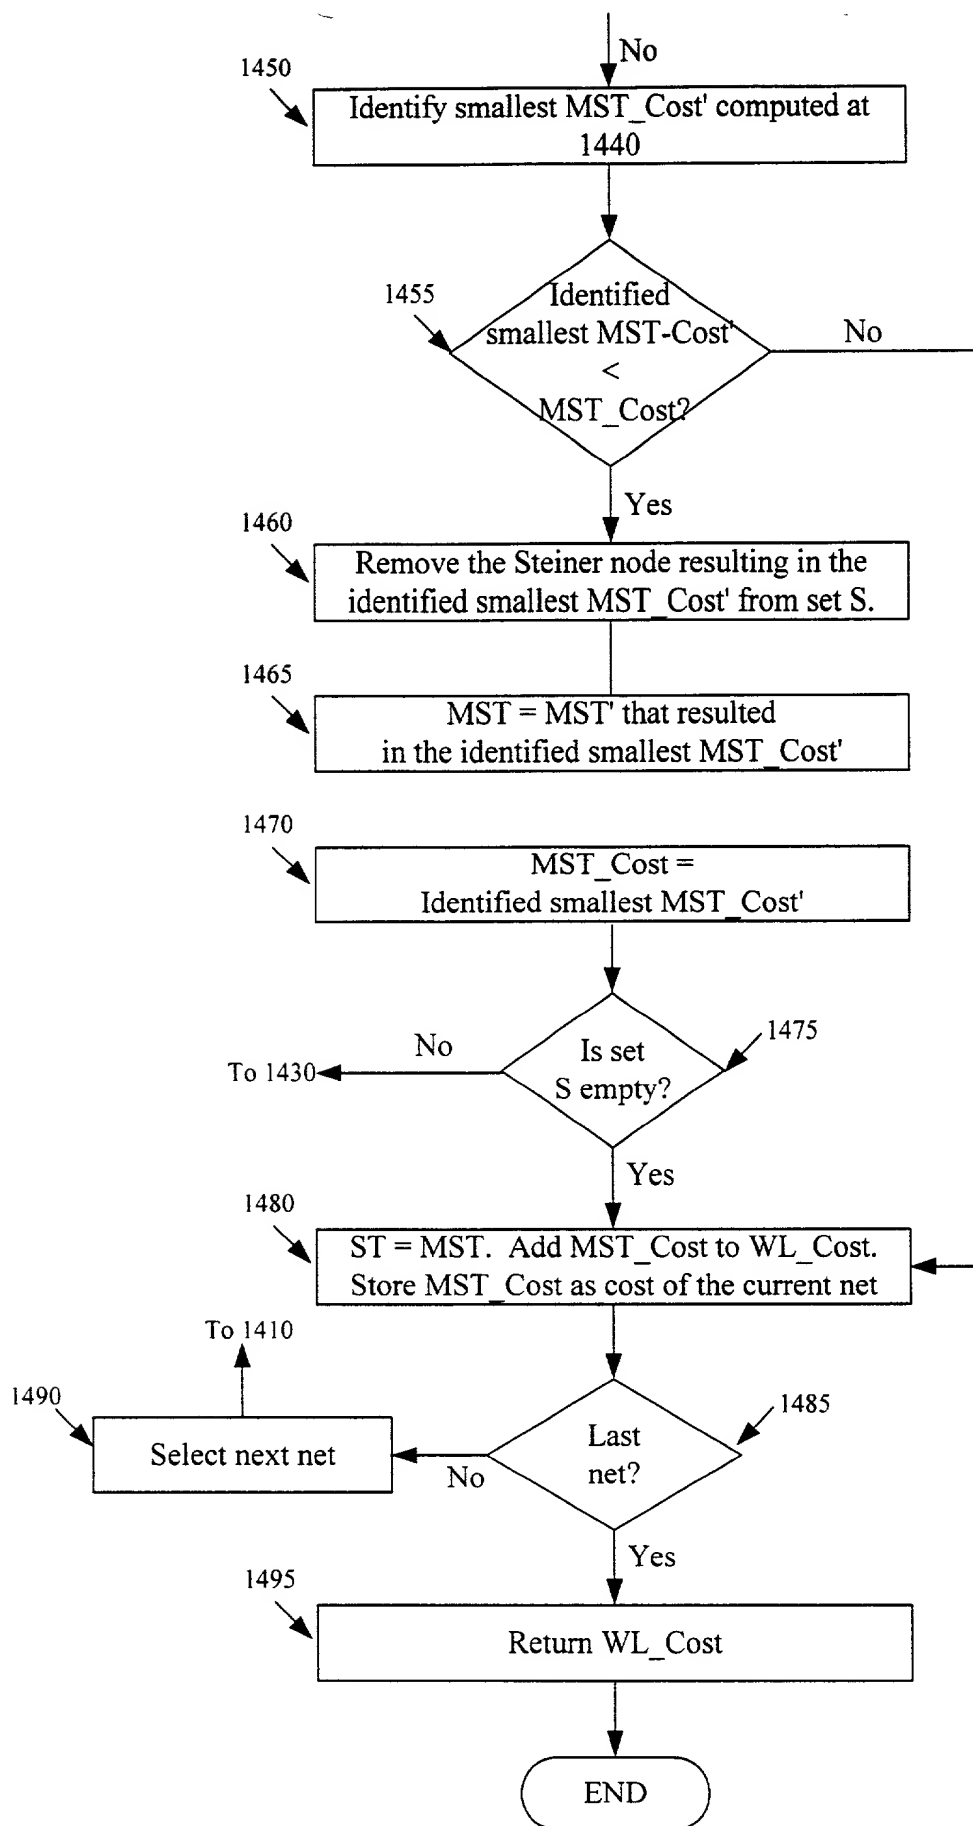 No
1450
Identify smallest MST_Cost' computed at
1440
1455
Identified
smallest MST-Cost'
<
MST_Cost?
No
Yes
1460
Remove the Steiner node resulting in the
identified smallest MST_Cost' from set S.
1465
MST = MST' that resulted
in the identified smallest MST_Cost'
1470
MST_Cost =
Identified smallest MST_Cost'
1475
Is set
S empty?
No
To 1430
Yes
1480
ST = MST. Add MST_Cost to WL_Cost.
Store MST_Cost as cost of the current net
To 1410
1490
Select next net
1485
Last
net?
No
Yes
1495
Return WL_Cost
END